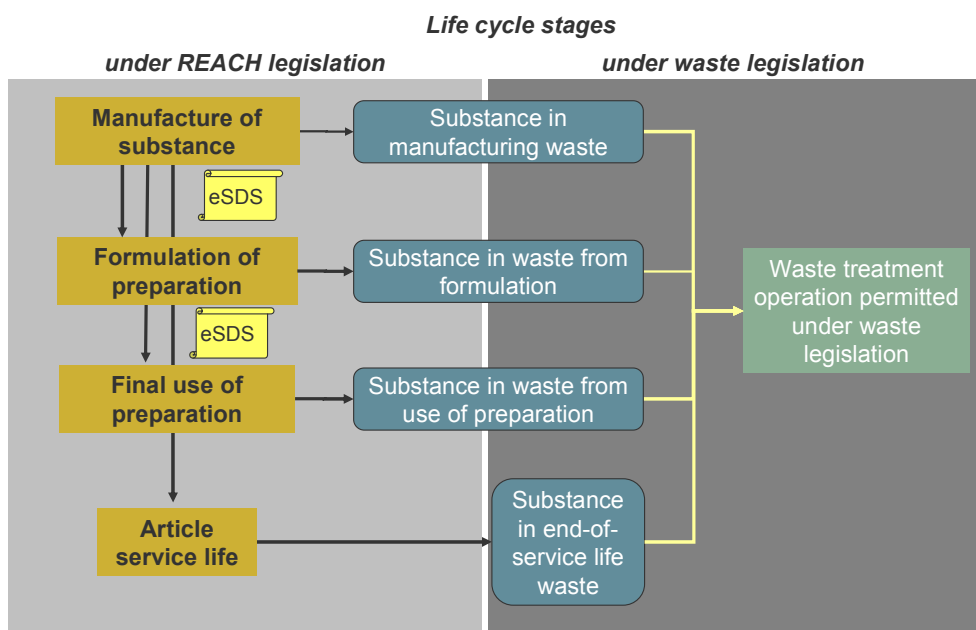 Life cycle stages
under REACH legislation
under waste legislation
Manufacture of
substance
Substance in
manufacturing waste
eSDS
Formulation of
preparation
Substance in waste from
formulation
Waste treatment
operation permitted
under waste
legislation
eSDS
Final use of
preparation
Substance in waste from
use of preparation
Article
service life
Substance
in end-of-
service life
waste